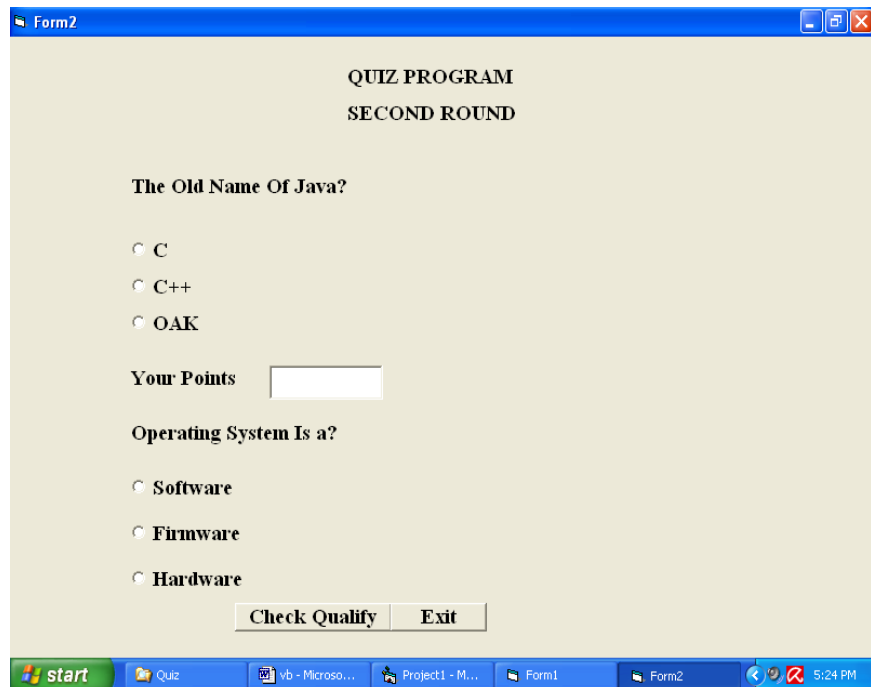 Form2
QUIZ PROGRAM
SECOND ROUND
The Old Name Of Java?
C
C++
OAK
Your Points
Operating System Is a?
Software
Firmware
Hardware
Check Qualify Exit
start Quiz vb - Microso... Project1 - M... Form1 Form2 5:24 PM